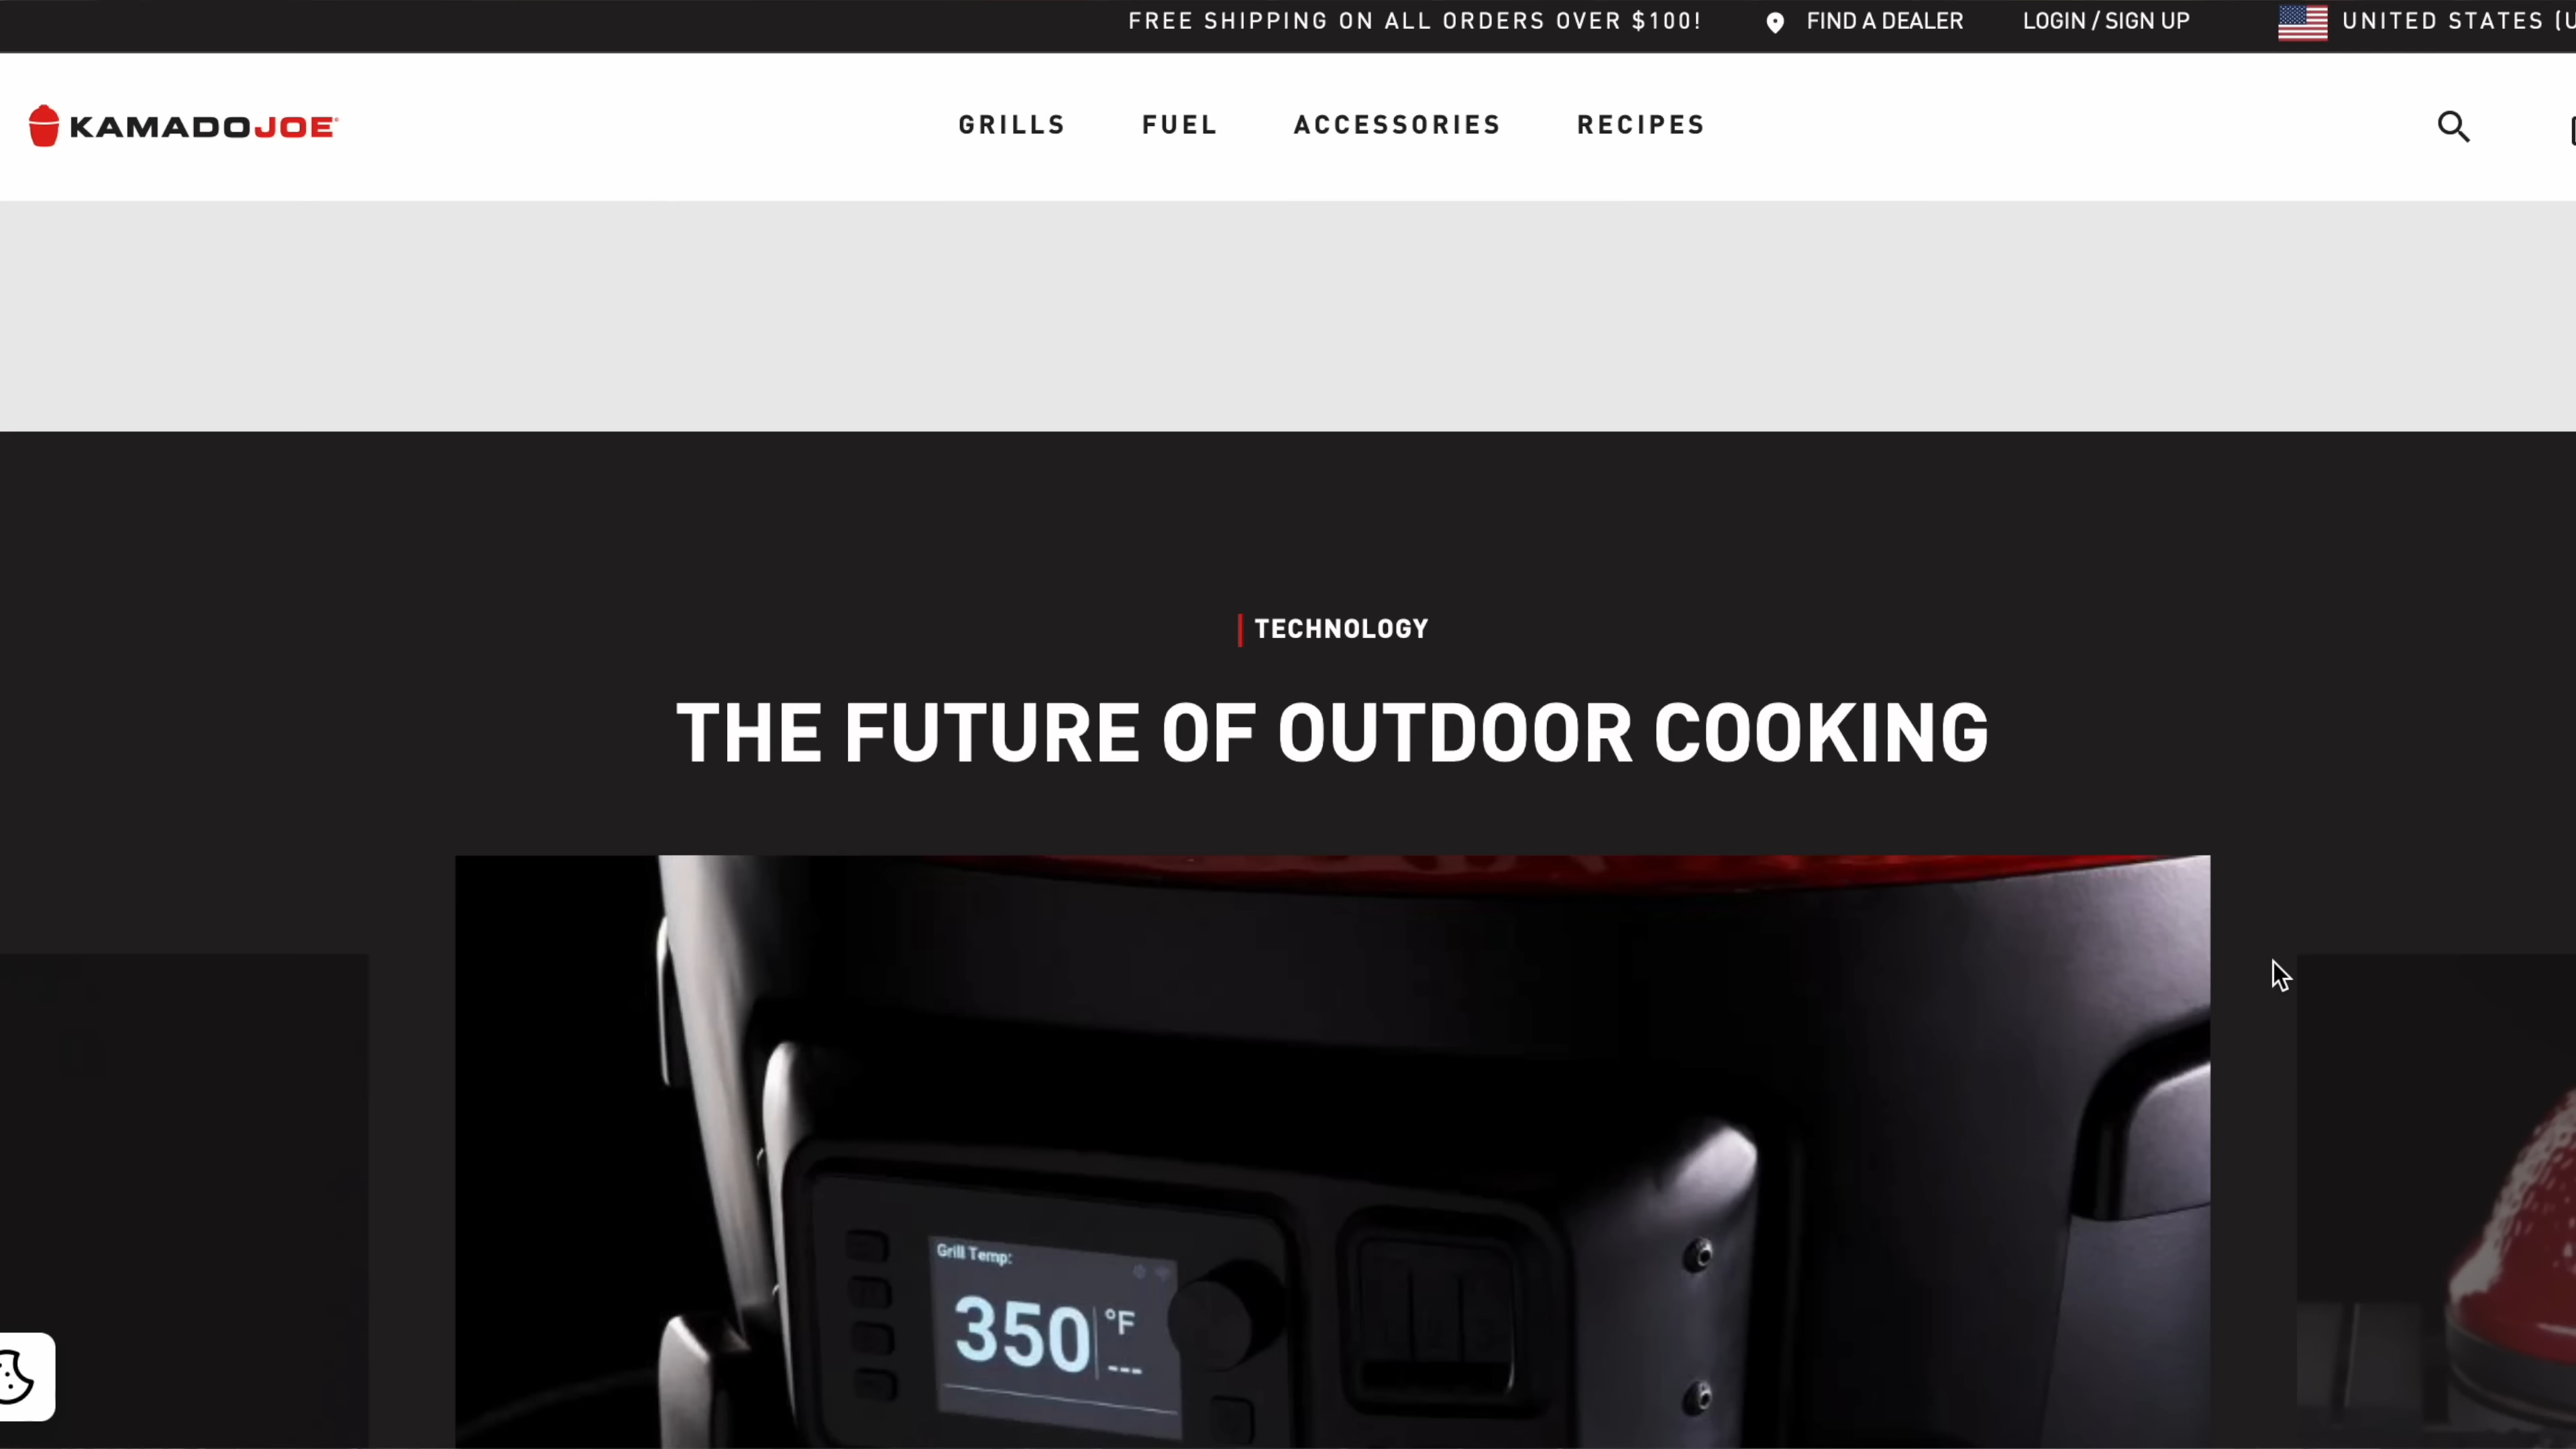 FREE SHIPPING ON ALL ORDERS OVER $100! FIND A DEALER LOGIN / SIGN UP UNITED STATES (U
KAMADOJOE® GRILLS FUEL ACCESSORIES RECIPES
TECHNOLOGY
THE FUTURE OF OUTDOOR COOKING
Grill Temp:
350 °F
---